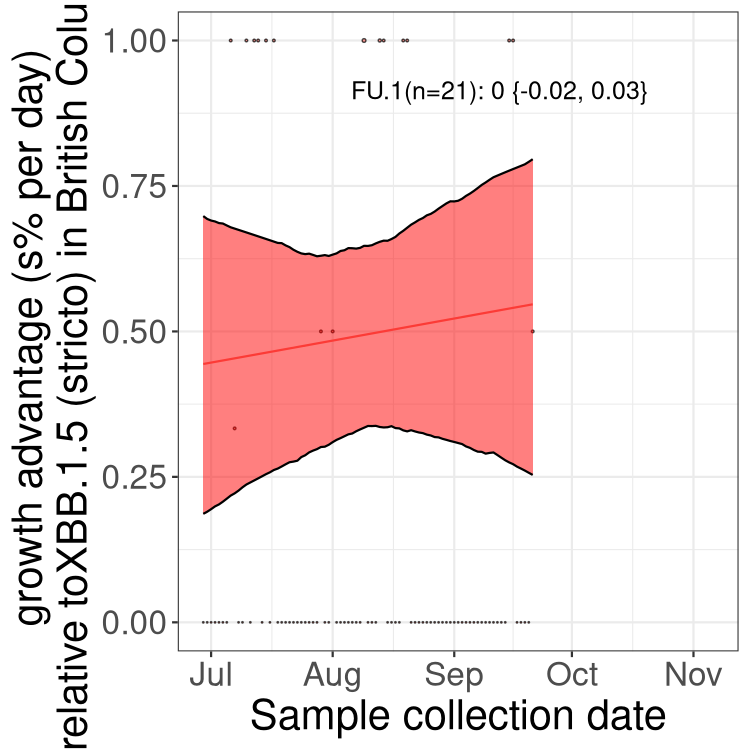 growth advantage (s% per day)
relative toXBB.1.5 (stricto) in British Colu
1.00
0.75
0.50
0.25
0.00
FU.1(n=21): 0 {-0.02, 0.03}
Jul Aug Sep Oct Nov
Sample collection date